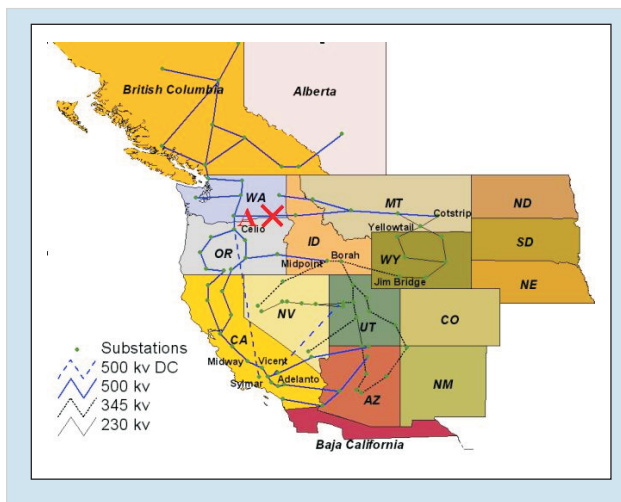 British Columbia
Alberta
WA
MT
ND
Cotstrip
Celio
Yellowtail
SD
OR
ID
Borah
WY
Midpoint
Jim Bridge
NE
NV
CO
UT
CA
Midway
Vicent
Sylmar
Adelanto
AZ
NM
Baja California
Substations
500 kv DC
500 kv
345 kv
230 kv